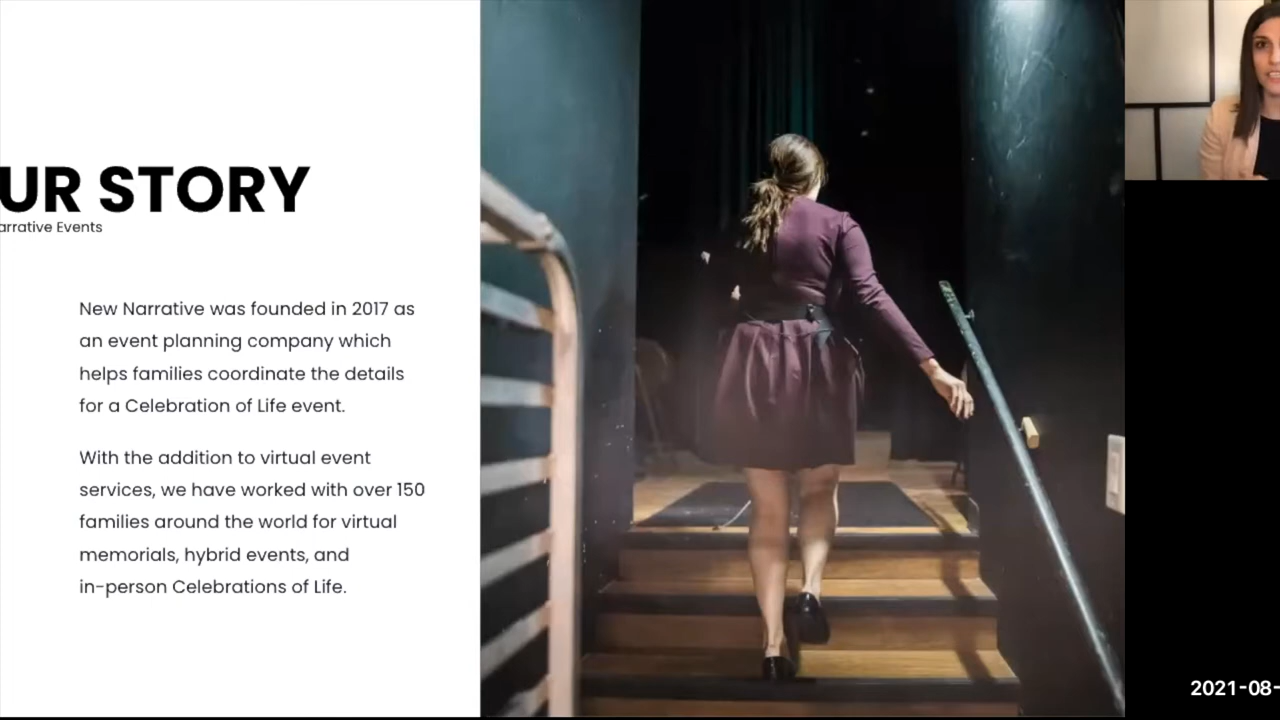 UR STORY
arrative Events
New Narrative was founded in 2017 as
an event planning company which
helps families coordinate the details
for a Celebration of Life event.
With the addition to virtual event
services, we have worked with over 150
families around the world for virtual
memorials, hybrid events, and
in-person Celebrations of Life.
2021-08-